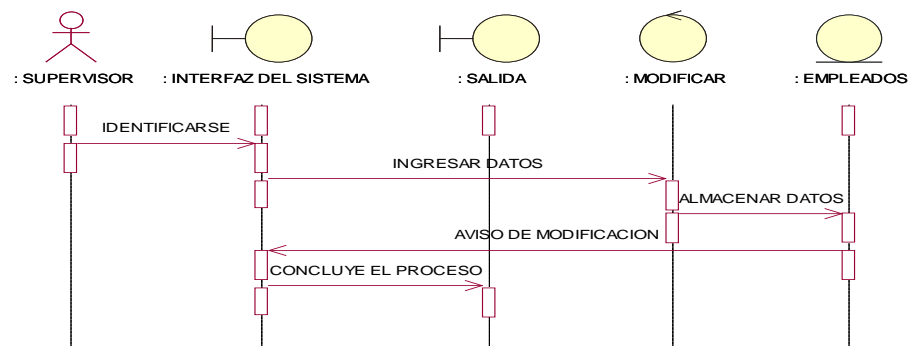 : SUPERVISOR : INTERFAZ DEL SISTEMA : SALIDA : MODIFICAR : EMPLEADOS
IDENTIFICARSE
INGRESAR DATOS
ALMACENAR DATOS
AVISO DE MODIFICACION
CONCLUYE EL PROCESO